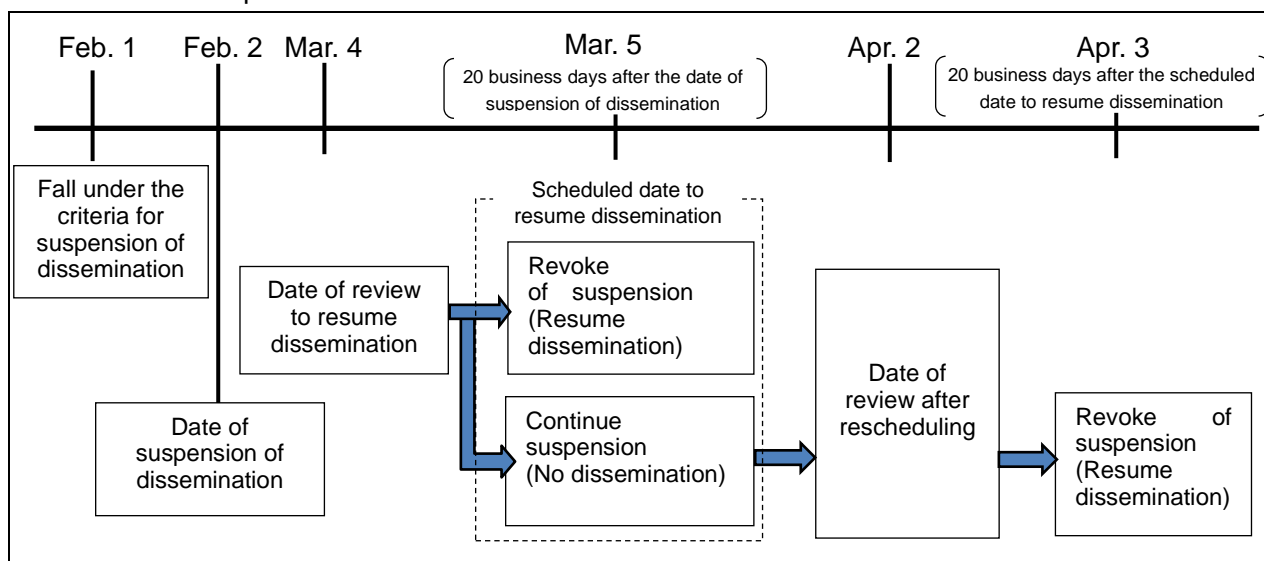 Feb. 1
Feb. 2
Mar. 4
Mar. 5
Apr. 2
Apr. 3
20 business days after the date of
suspension of dissemination
20 business days after the scheduled
date to resume dissemination
Fall under the
criteria for
suspension of
dissemination
Date of
suspension of
dissemination
Date of review
to resume
dissemination
Scheduled date to
resume dissemination
Revoke
of suspension
(Resume
dissemination)
Continue
suspension
(No dissemination)
Date of
review after
rescheduling
Revoke of
suspension
(Resume
dissemination)